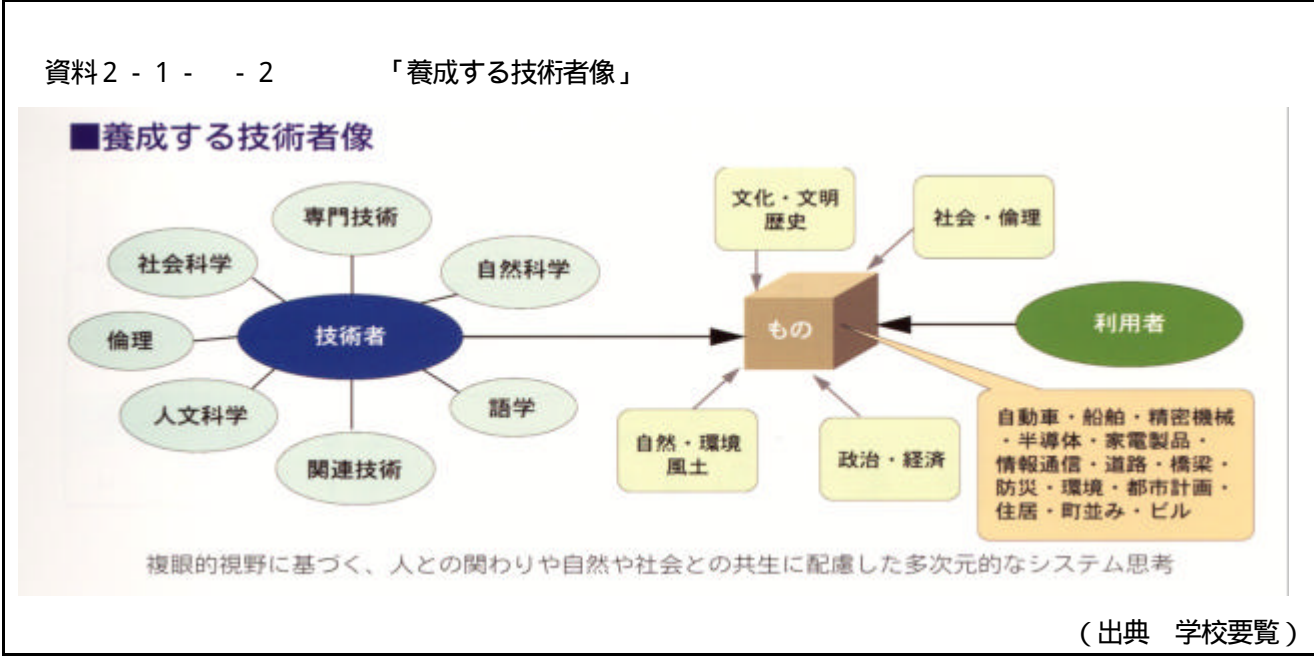 資料2-1- -2 「養成する技術者像」
■養成する技術者像
専門技術
社会科学
自然科学
倫理
技術者
人文科学
語学
関連技術
文化・文明
歴史
社会・倫理
もの
利用者
自然・環境
風土
政治・経済
自動車・船舶・精密機械
・半導体・家電製品・
情報通信・道路・橋梁・
防災・環境・都市計画・
住居・町並み・ビル
複眼的視野に基づく、人との関わりや自然や社会との共生に配慮した多次元的なシステム思考
(出典 学校要覧)